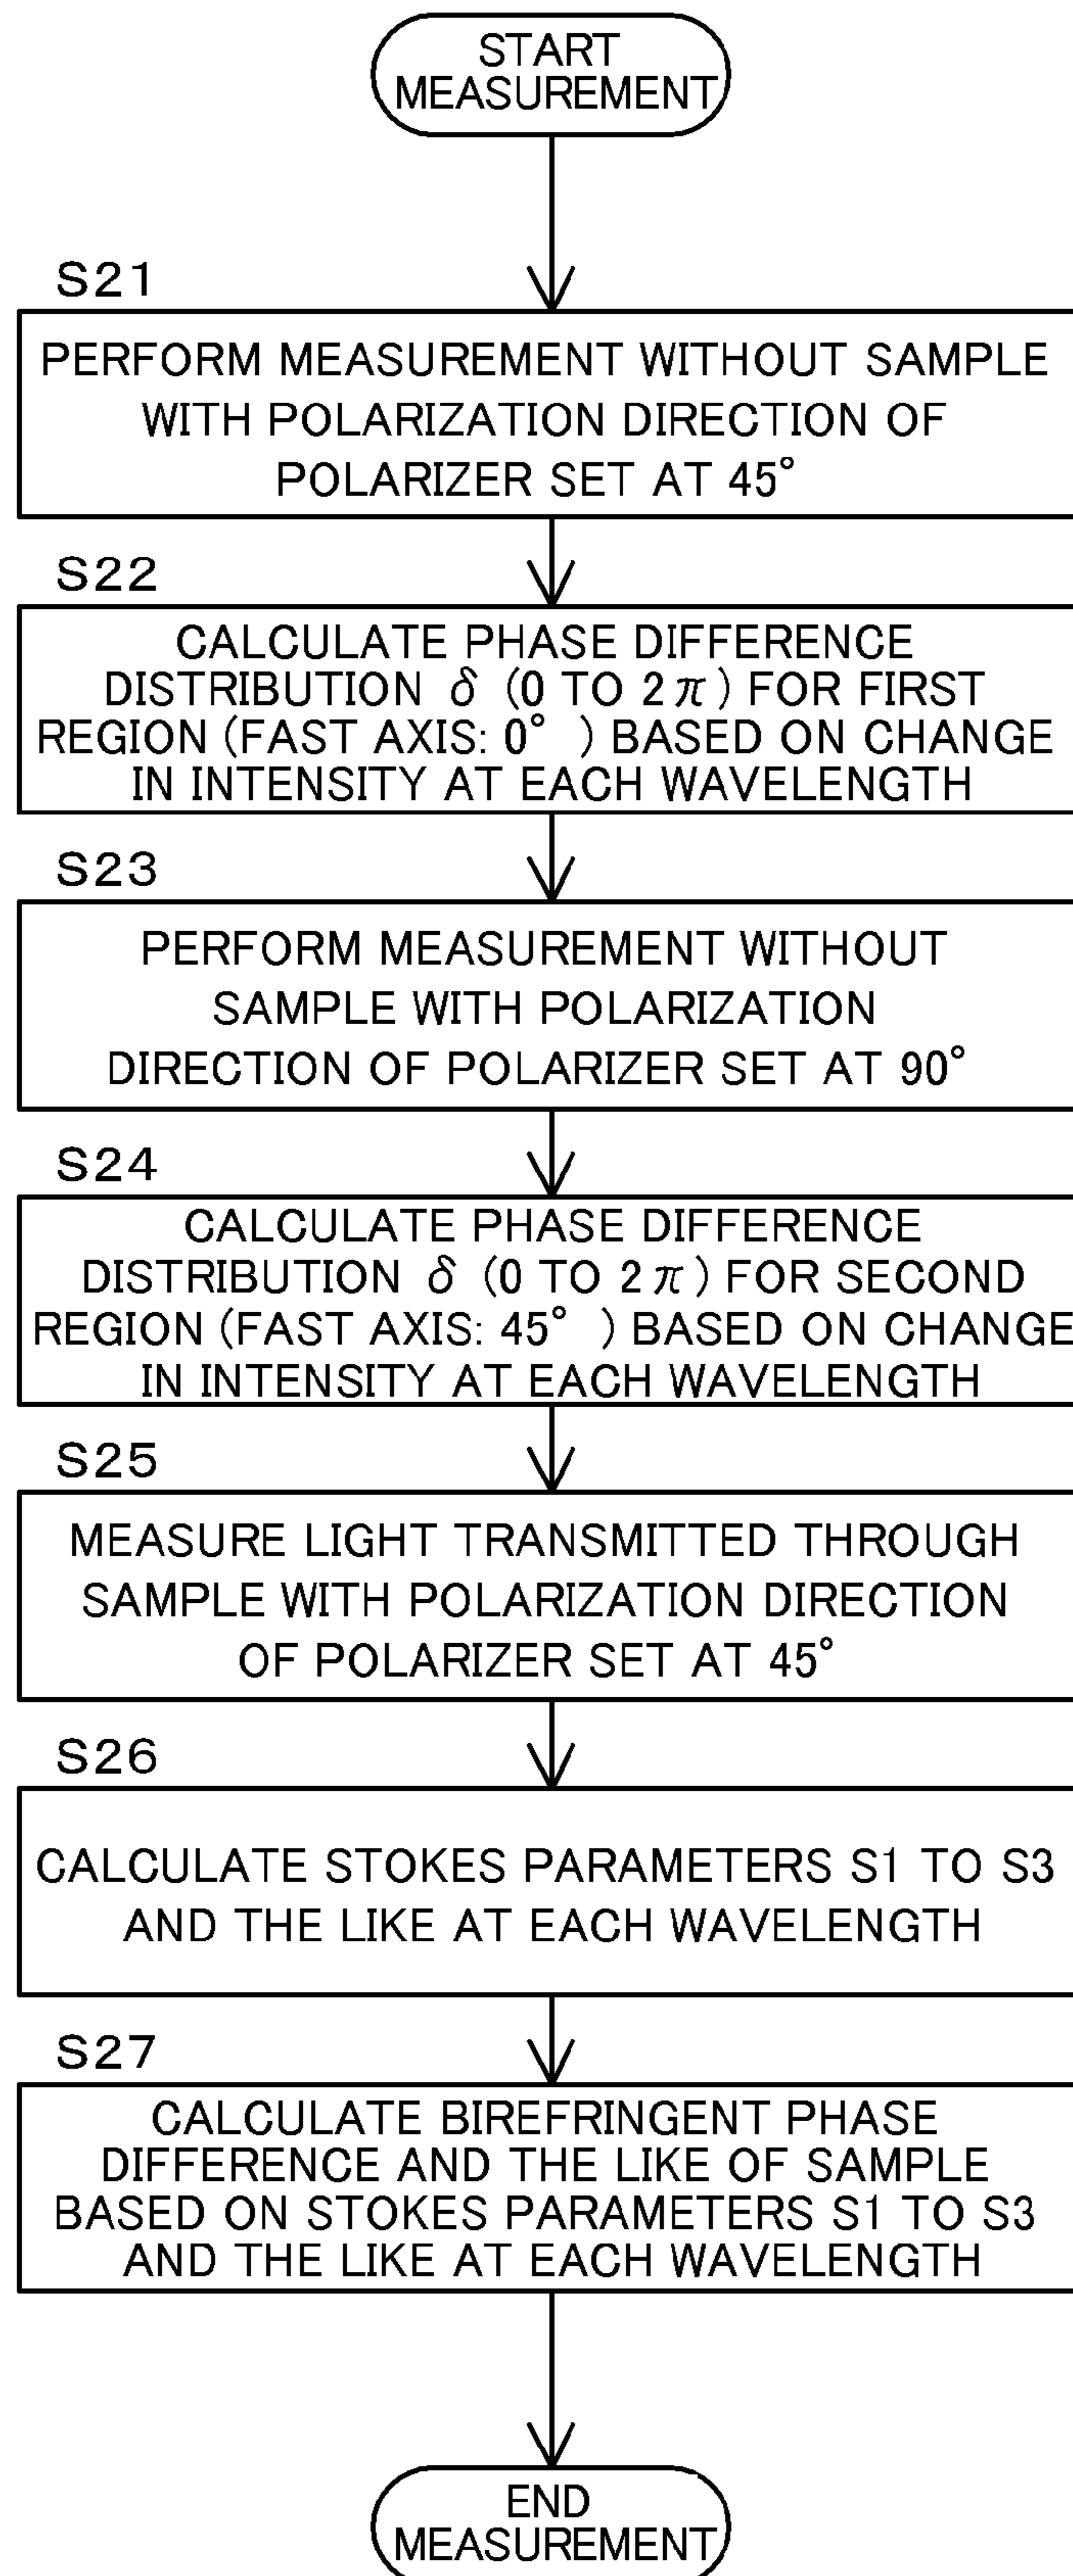 START
MEASUREMENT
S21
PERFORM MEASUREMENT WITHOUT SAMPLE
WITH POLARIZATION DIRECTION OF
POLARIZER SET AT 45°
S22
CALCULATE PHASE DIFFERENCE
DISTRIBUTION δ (0 TO 2π) FOR FIRST
REGION (FAST AXIS: 0° ) BASED ON CHANGE
IN INTENSITY AT EACH WAVELENGTH
S23
PERFORM MEASUREMENT WITHOUT
SAMPLE WITH POLARIZATION
DIRECTION OF POLARIZER SET AT 90°
S24
CALCULATE PHASE DIFFERENCE
DISTRIBUTION δ (0 TO 2π) FOR SECOND
REGION (FAST AXIS: 45° ) BASED ON CHANGE
IN INTENSITY AT EACH WAVELENGTH
S25
MEASURE LIGHT TRANSMITTED THROUGH
SAMPLE WITH POLARIZATION DIRECTION
OF POLARIZER SET AT 45°
S26
CALCULATE STOKES PARAMETERS S1 TO S3
AND THE LIKE AT EACH WAVELENGTH
S27
CALCULATE BIREFRINGENT PHASE
DIFFERENCE AND THE LIKE OF SAMPLE
BASED ON STOKES PARAMETERS S1 TO S3
AND THE LIKE AT EACH WAVELENGTH
END
MEASUREMENT